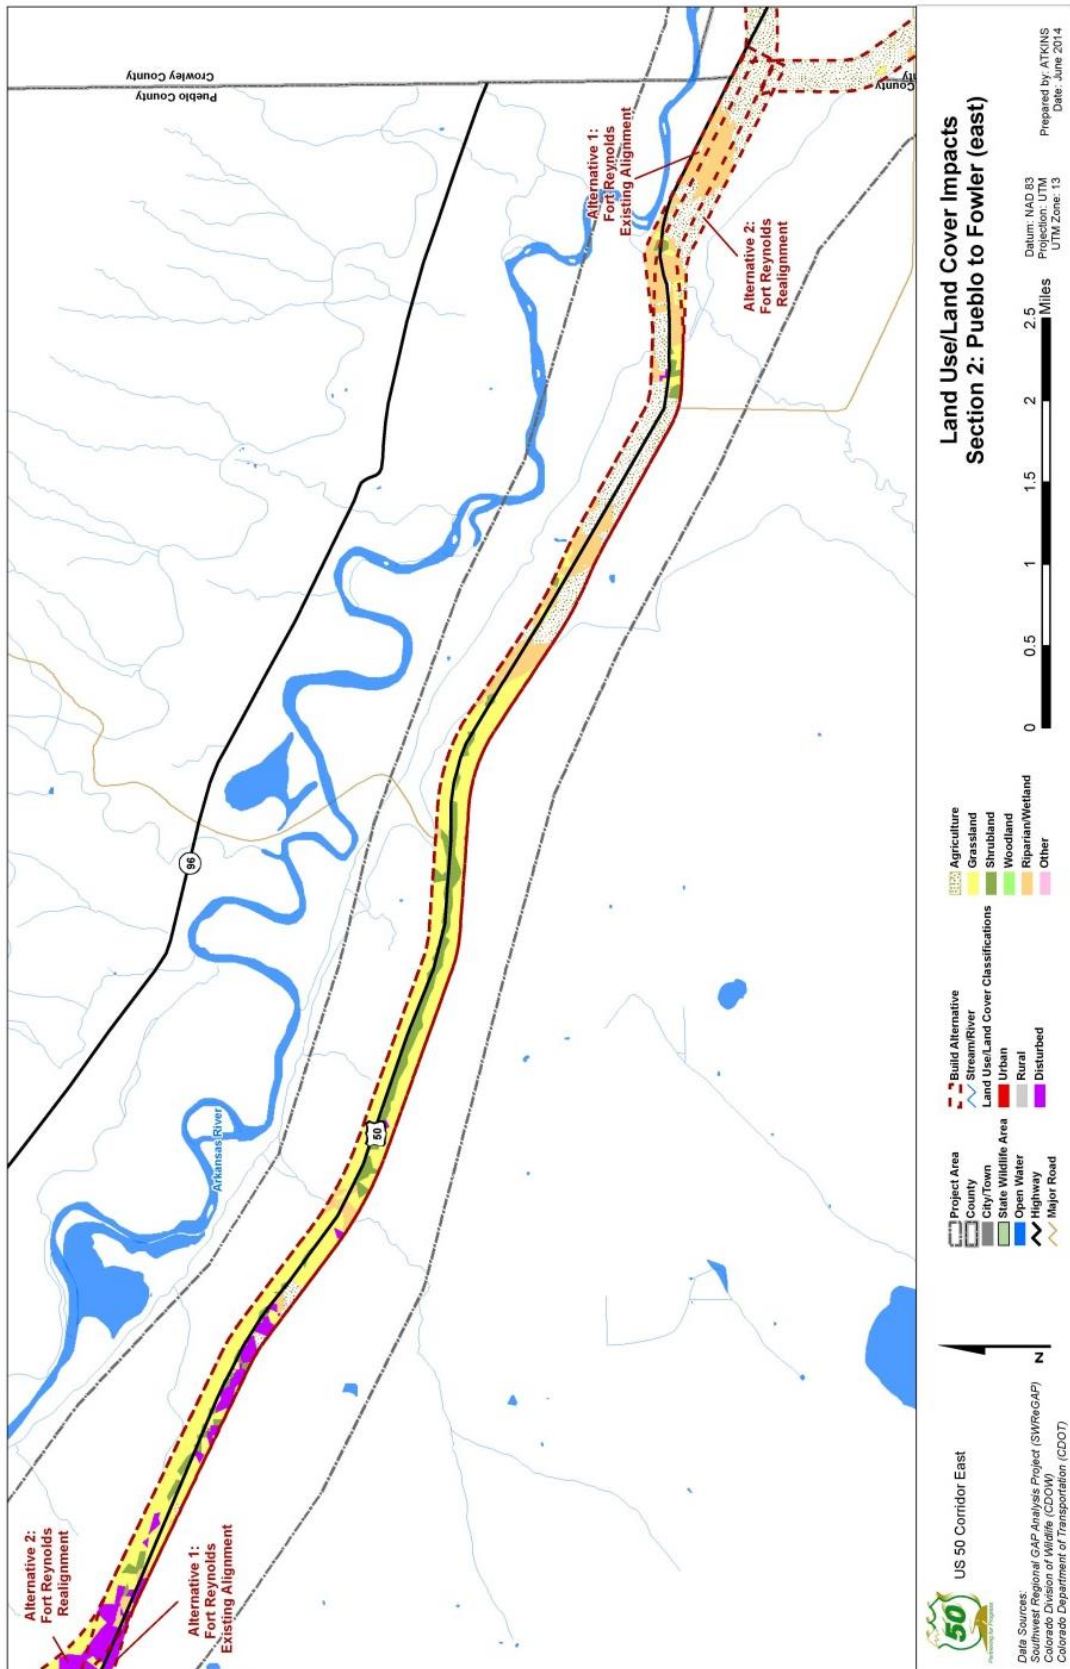 Crowley County
Pueblo County
County
Alternative 1:
Fort Reynolds
Existing Alignment
Alternative 2:
Fort Reynolds
Realignment
96
Arkansas River
50
Alternative 2:
Fort Reynolds
Realignment
Alternative 1:
Fort Reynolds
Existing Alignment
50
Partnering for Progress
US 50 Corridor East
Data Sources:
Southwest Regional GAP Analysis Project (SWReGAP)
Colorado Division of Wildlife (CDOW)
Colorado Department of Transportation (CDOT)
N
Project Area
County
City/Town
State Wildlife Area
Open Water
Highway
Major Road
Build Alternative
Stream/River
Land Use/Land Cover Classifications
Urban
Rural
Disturbed
Agriculture
Grassland
Shrubland
Woodland
Riparian/Wetland
Other
0 0.5 1 1.5 2 2.5
Miles
Land Use/Land Cover Impacts
Section 2: Pueblo to Fowler (east)
Datum: NAD 83
Projection: UTM
UTM Zone: 13
Prepared by: ATKINS
Date: June 2014